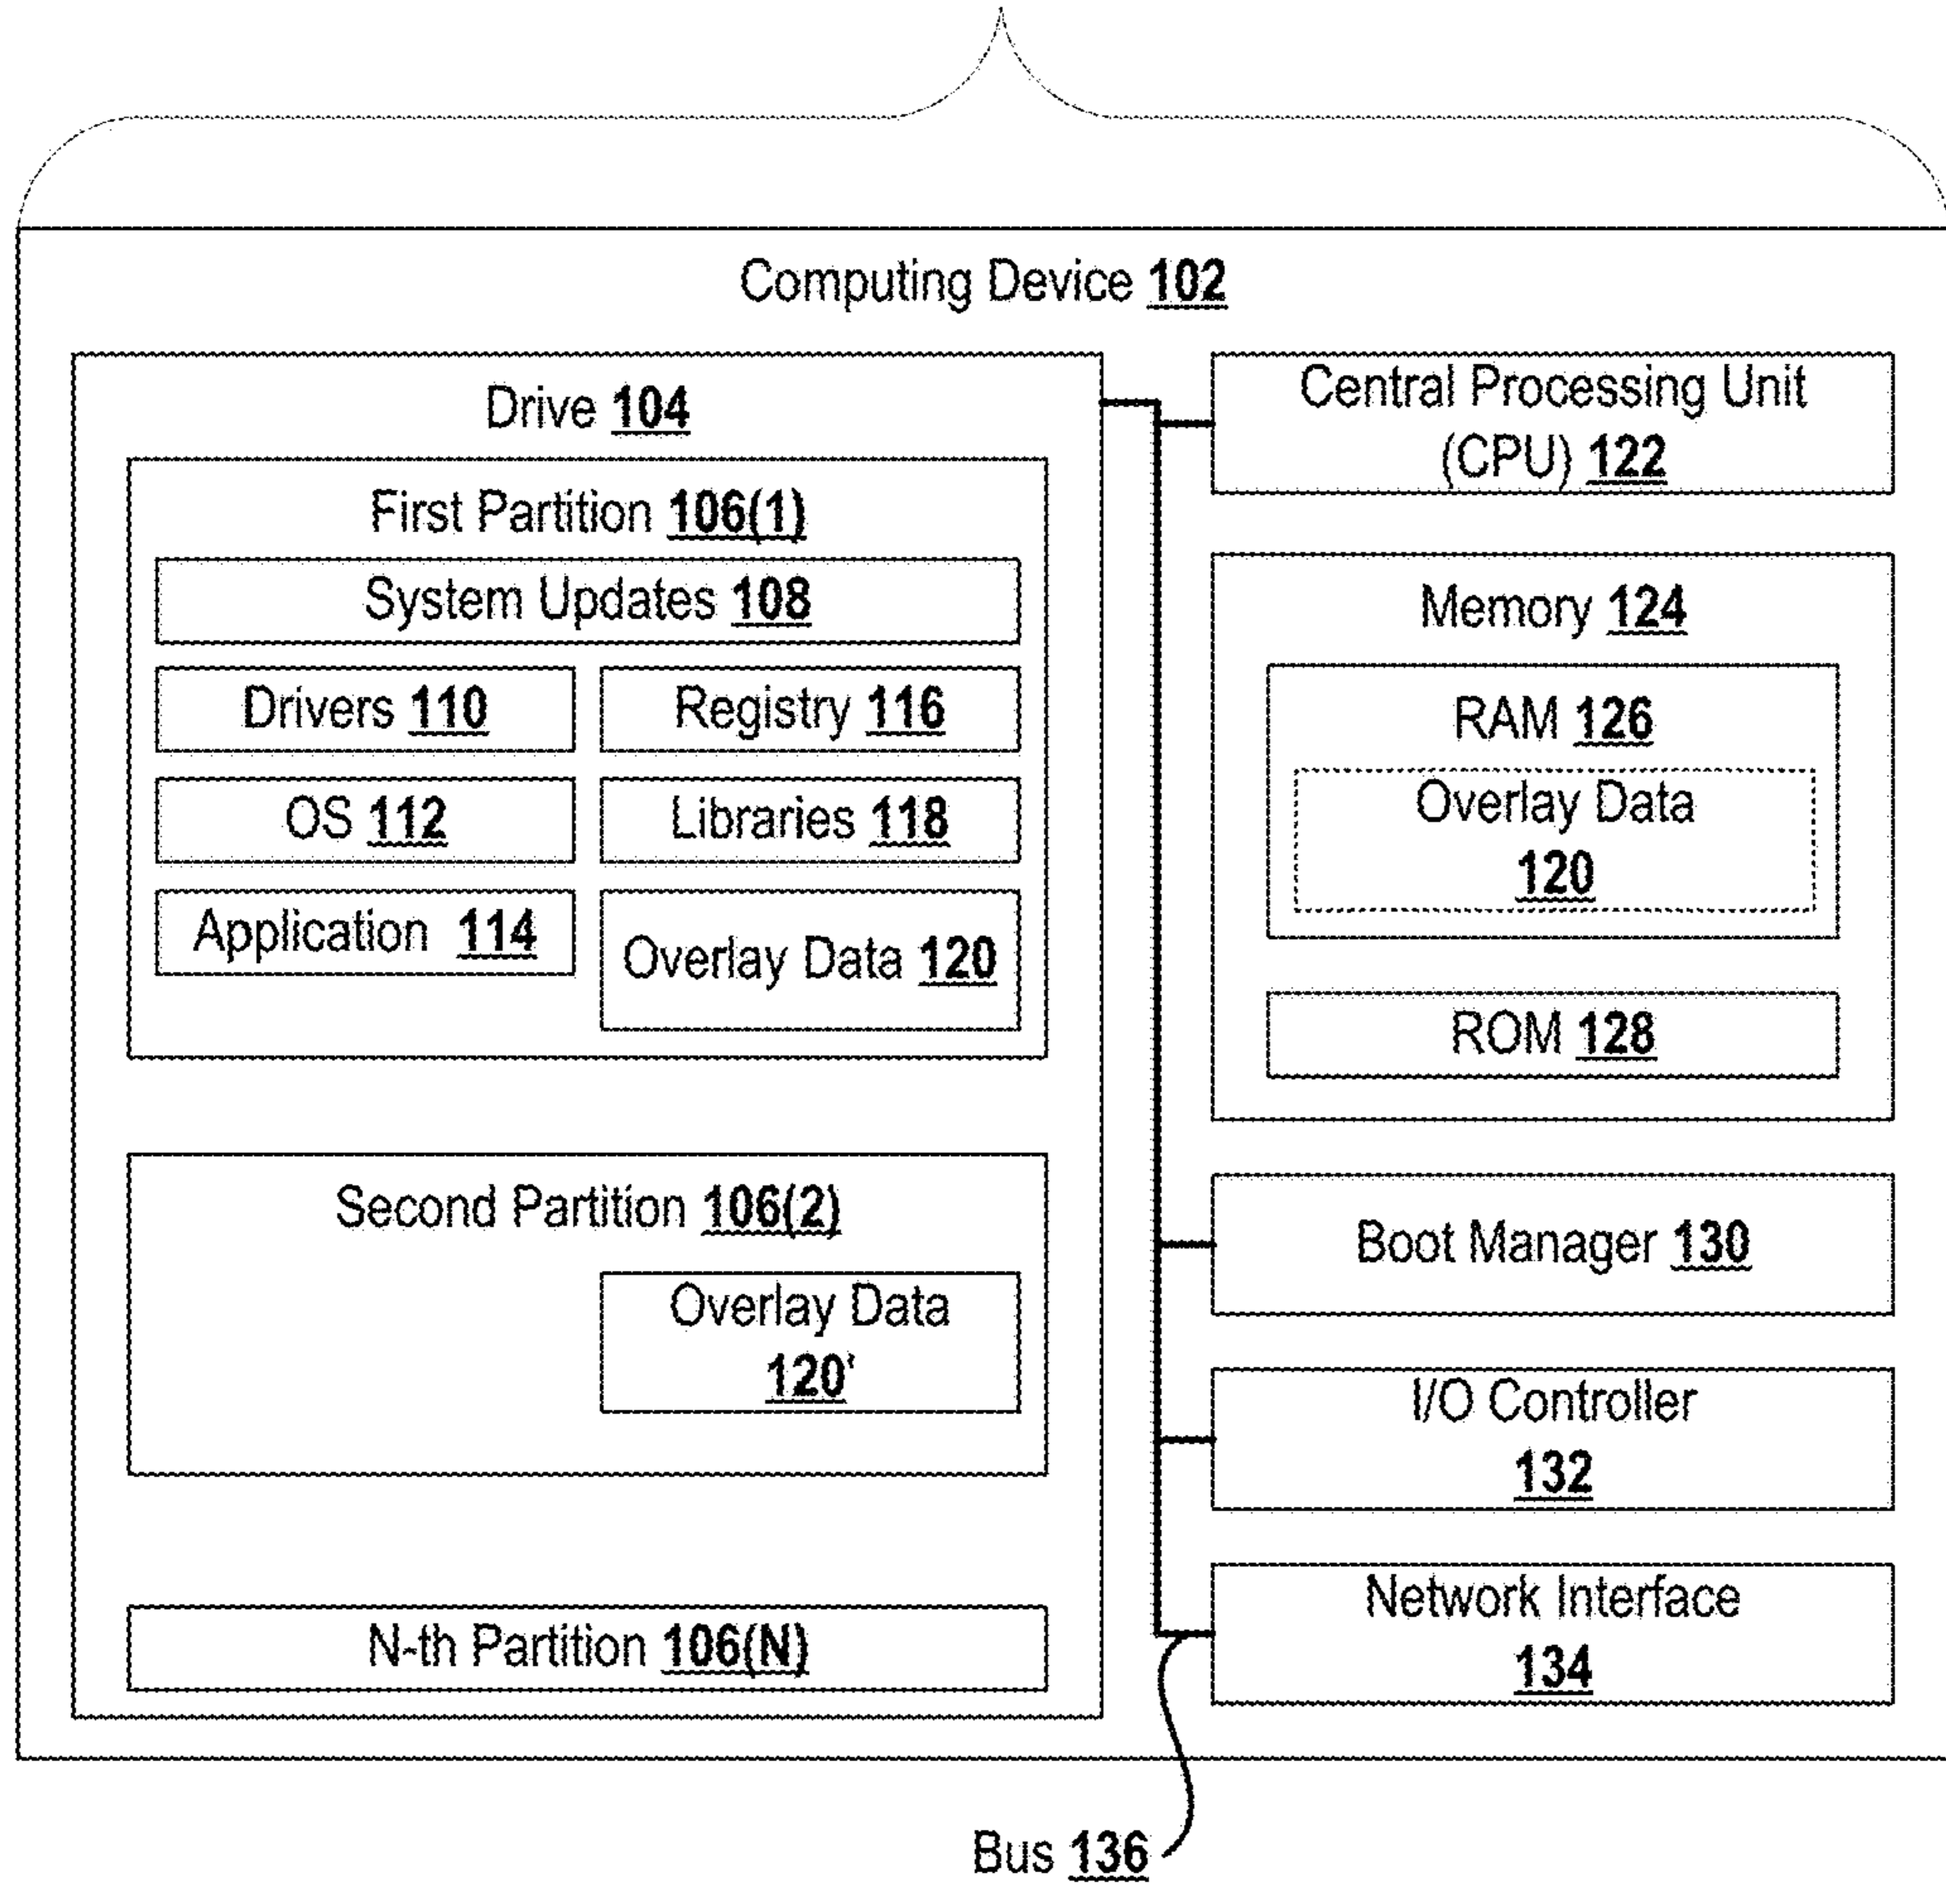 Computing Device 102
Drive 104
First Partition 106(1)
System Updates 108
Drivers 110
Registry 116
OS 112
Libraries 118
Application 114
Overlay Data 120
Second Partition 106(2)
Overlay Data
120'
N-th Partition 106(N)
Central Processing Unit
(CPU) 122
Memory 124
RAM 126
Overlay Data
120
ROM 128
Boot Manager 130
I/O Controller
132
Network Interface
134
Bus 136